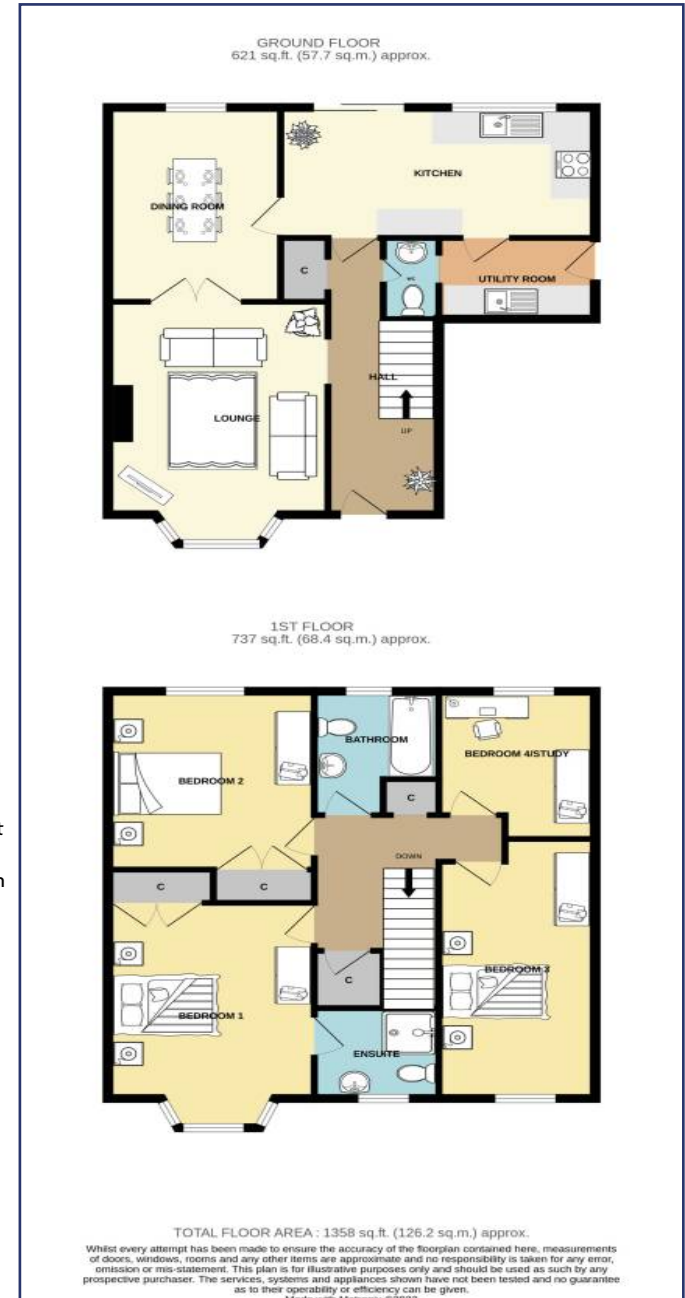 GROUND FLOOR
621 sq.ft. (57.7 sq.m.) approx.
KITCHEN
DINING ROOM
C
WC
UTILITY ROOM
HALL
LOUNGE
UP
1ST FLOOR
737 sq.ft. (68.4 sq.m.) approx.
BATHROOM
BEDROOM 4/STUDY
BEDROOM 2
C
DOWN
C
C
BEDROOM 3
C
BEDROOM 1
ENSUITE
TOTAL FLOOR AREA : 1358 sq.ft. (126.2 sq.m.) approx.
Whilst every attempt has been made to ensure the accuracy of the floorplan contained here, measurements
of doors, windows, rooms and any other items are approximate and no responsibility is taken for any error,
omission or mis-statement. This plan is for illustrative purposes only and should be used as such by any
prospective purchaser. The services, systems and appliances shown have not been tested and no guarantee
as to their operability or efficiency can be given.